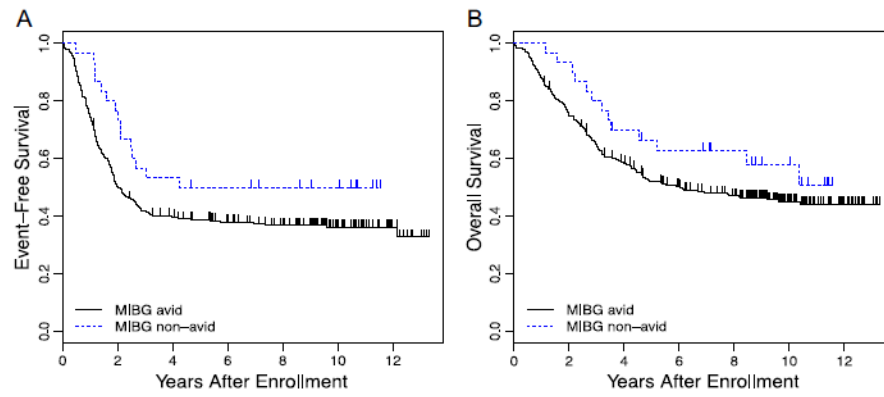 A
Event-Free Survival
1.0
0.8
0.6
0.4
0.2
0.0
MIBG avid
MIBG non-avid
0 2 4 6 8 10 12
Years After Enrollment
B
Overall Survival
1.0
0.8
0.6
0.4
0.2
0.0
MIBG avid
MIBG non-avid
0 2 4 6 8 10 12
Years After Enrollment